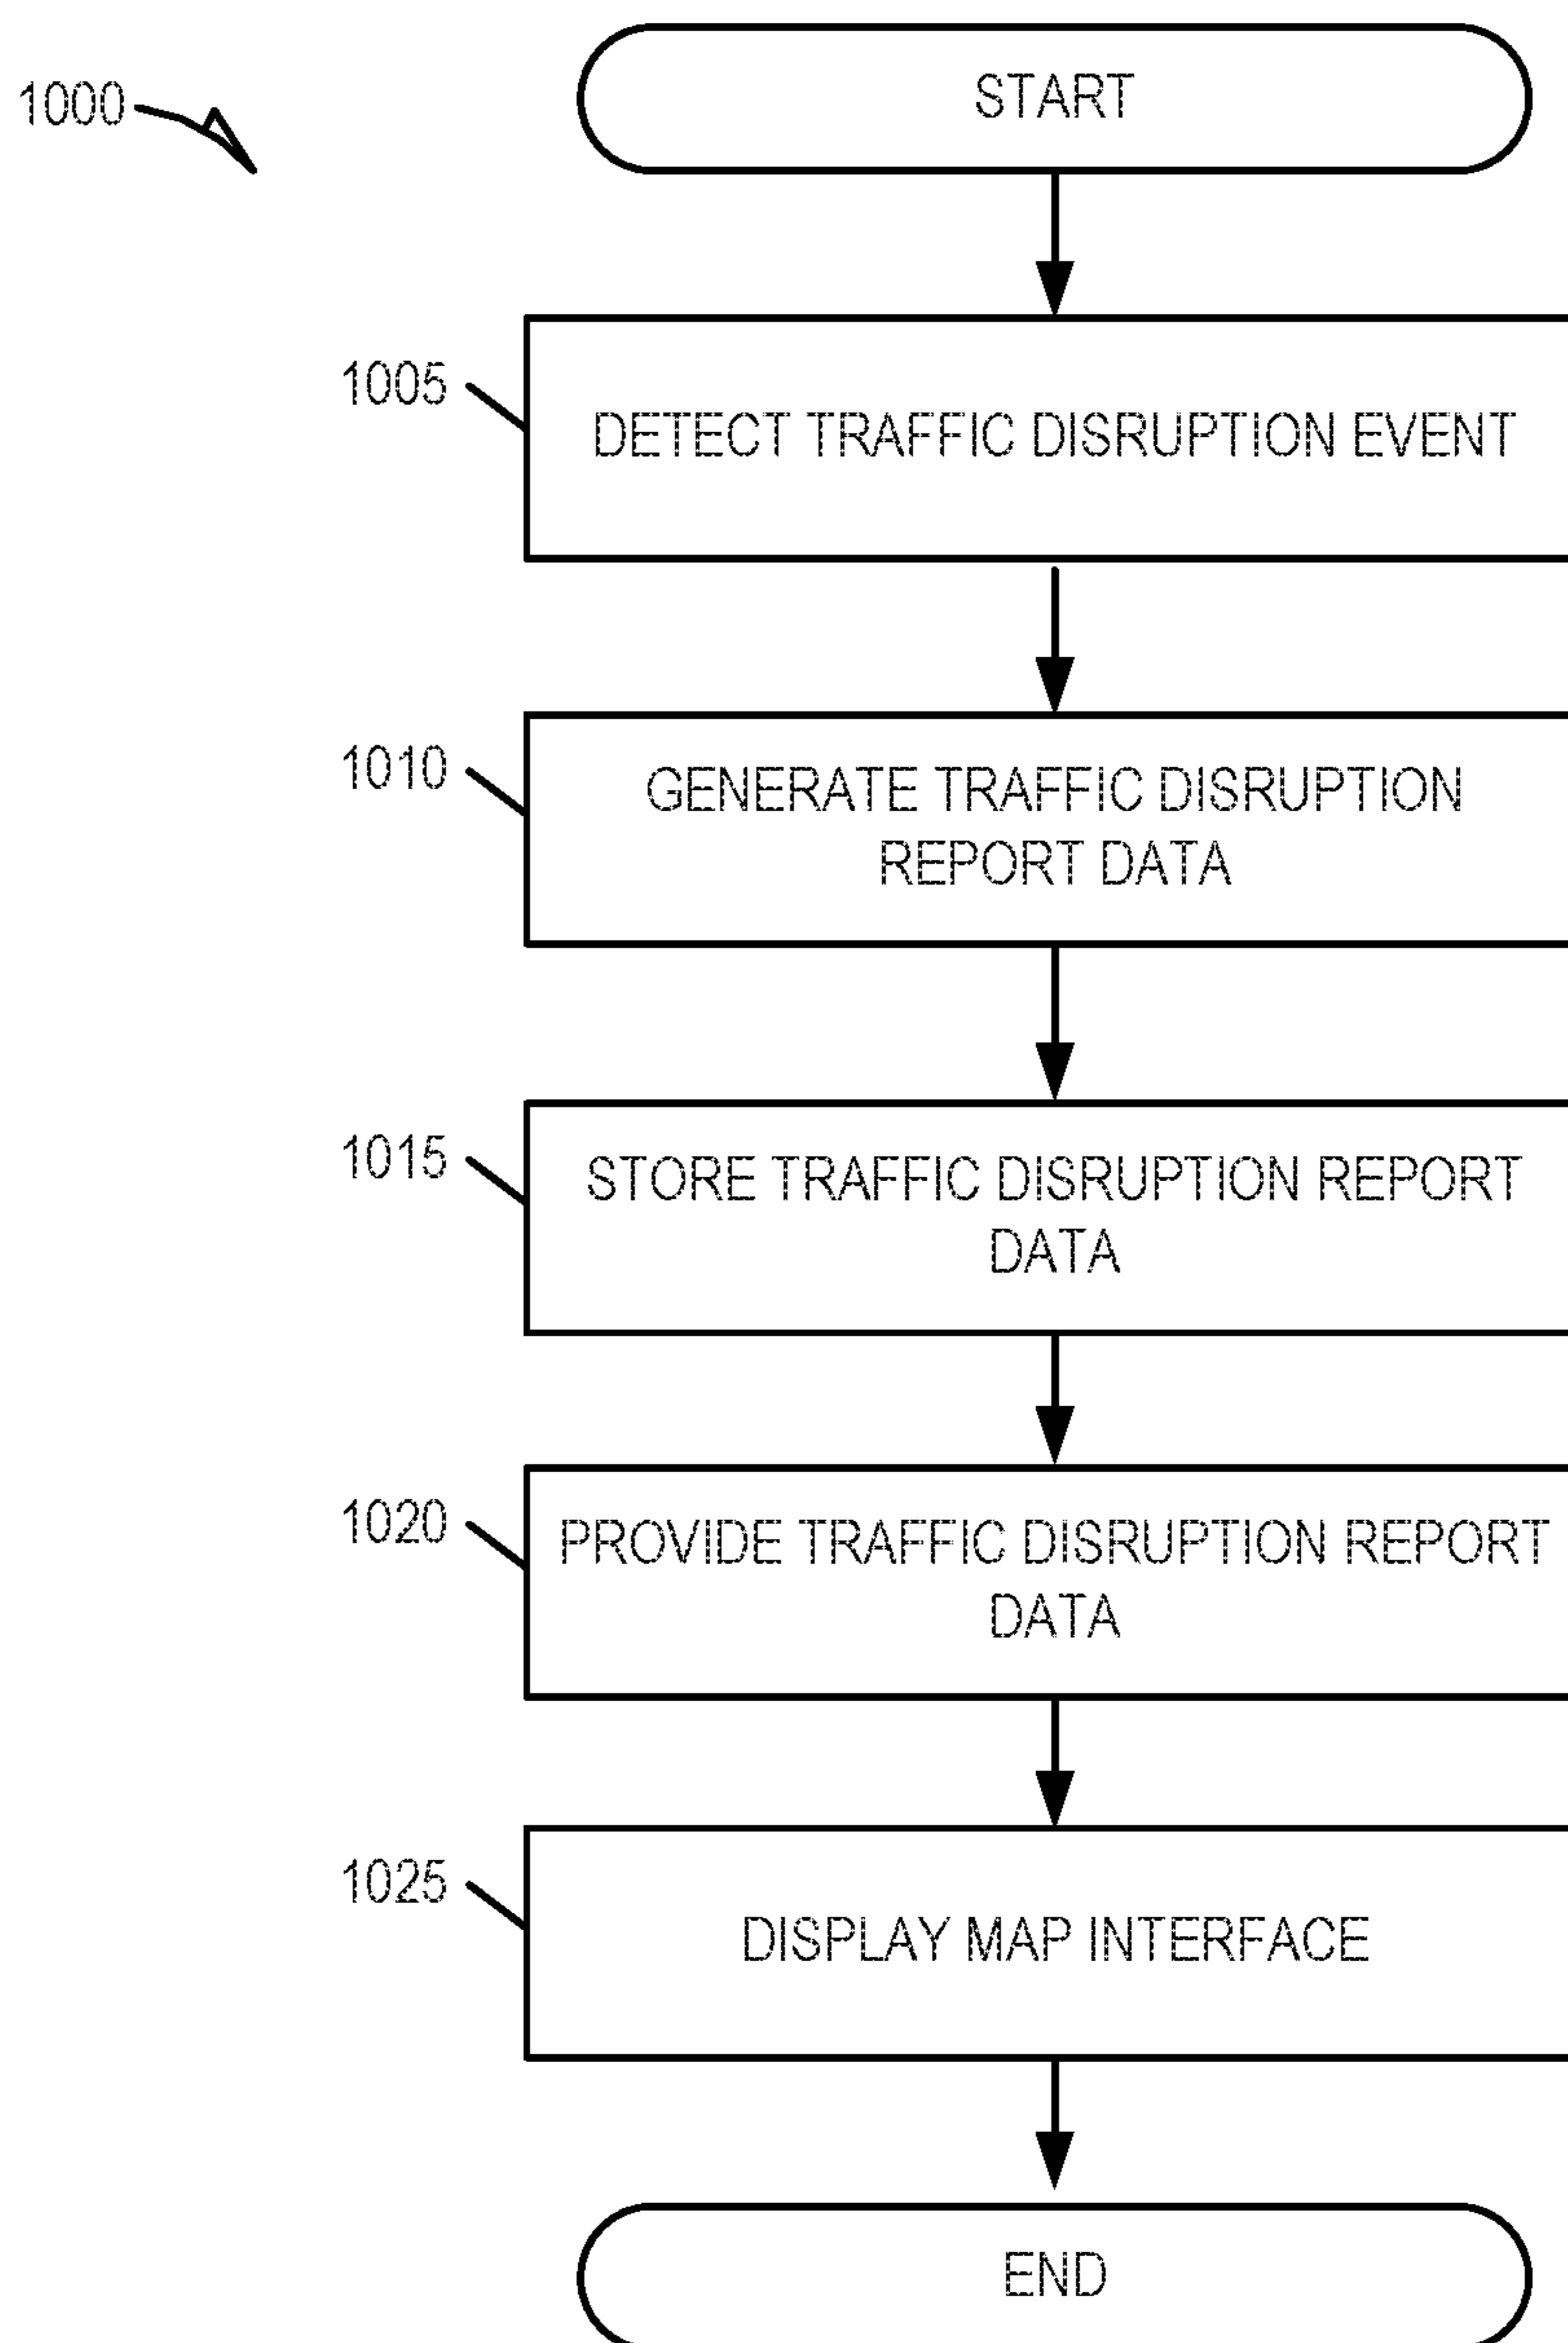 1000
START
1005
DETECT TRAFFIC DISRUPTION EVENT
1010
GENERATE TRAFFIC DISRUPTION
REPORT DATA
1015
STORE TRAFFIC DISRUPTION REPORT
DATA
1020
PROVIDE TRAFFIC DISRUPTION REPORT
DATA
1025
DISPLAY MAP INTERFACE
END